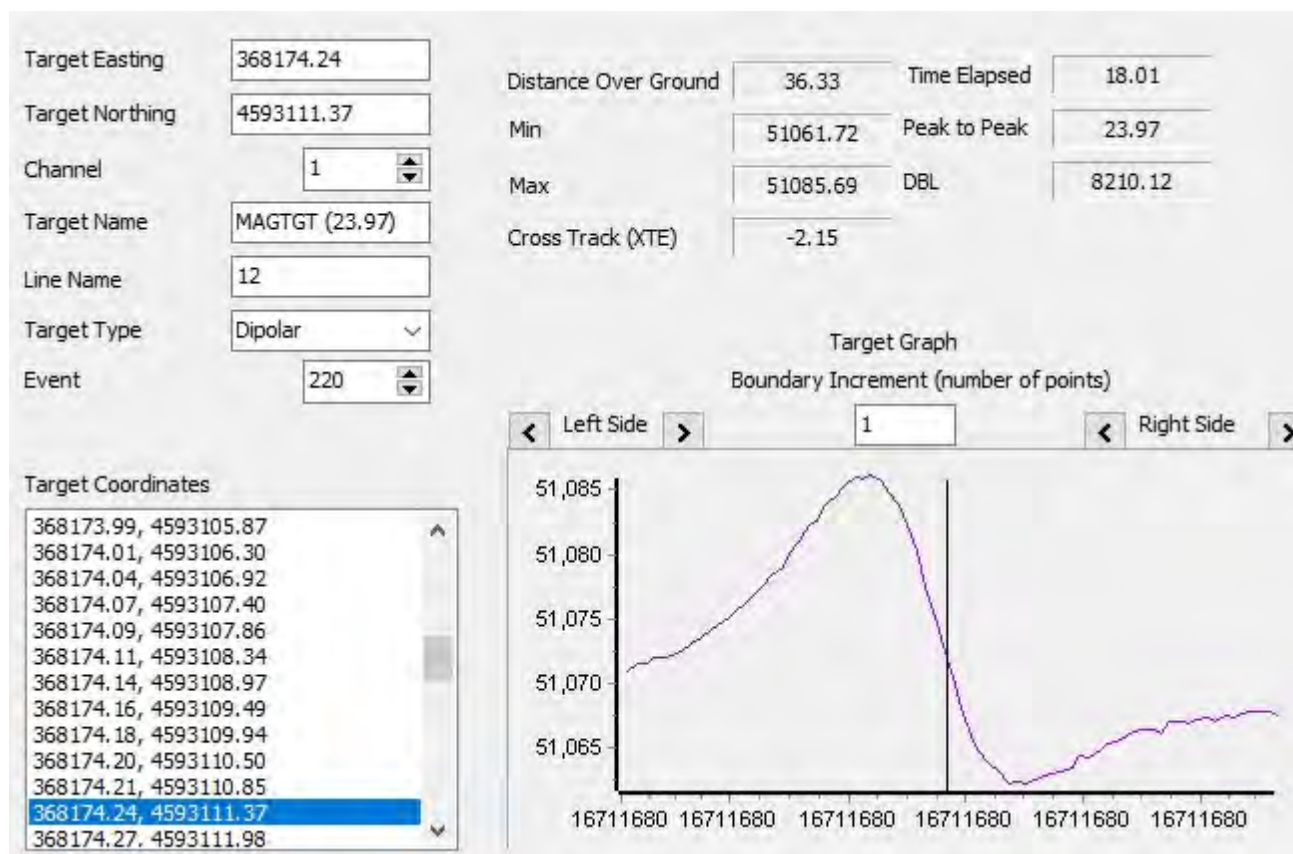 Target Easting 368174.24
Target Northing 4593111.37
Channel 1
Target Name MAGTGT (23.97)
Line Name 12
Target Type Dipolar
Event 220
Distance Over Ground 36.33 Time Elapsed 18.01
Min 51061.72 Peak to Peak 23.97
Max 51085.69 DBL 8210.12
Cross Track (XTE) -2.15
Target Graph
Boundary Increment (number of points)
< Left Side > 1 < Right Side >
Target Coordinates
368173.99, 4593105.87
368174.01, 4593106.30
368174.04, 4593106.92
368174.07, 4593107.40
368174.09, 4593107.86
368174.11, 4593108.34
368174.14, 4593108.97
368174.16, 4593109.49
368174.18, 4593109.94
368174.20, 4593110.50
368174.21, 4593110.85
368174.24, 4593111.37
368174.27, 4593111.98
51,085
51,080
51,075
51,070
51,065
16711680 16711680 16711680 16711680 16711680 16711680